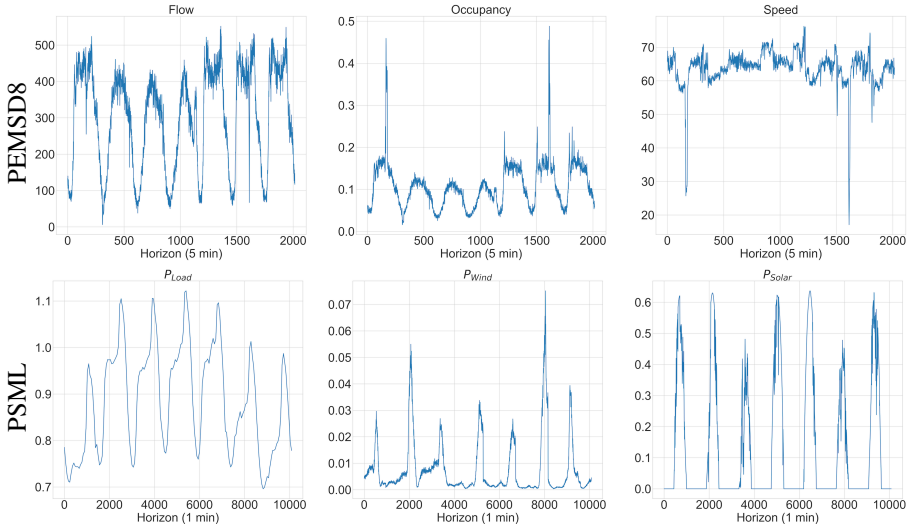 Flow
Occupancy
Speed
PEMSD8
500
400
300
200
100
0
0 500 1000 1500 2000
Horizon (5 min)
0.5
0.4
0.3
0.2
0.1
0.0
0 500 1000 1500 2000
Horizon (5 min)
70
60
50
40
30
20
0 500 1000 1500 2000
Horizon (5 min)
P_Load
P_Wind
P_Solar
PSML
1.1
1.0
0.9
0.8
0.7
0 2000 4000 6000 8000 10000
Horizon (1 min)
0.07
0.06
0.05
0.04
0.03
0.02
0.01
0.00
0 2000 4000 6000 8000 10000
Horizon (1 min)
0.6
0.5
0.4
0.3
0.2
0.1
0.0
0 2000 4000 6000 8000 10000
Horizon (1 min)